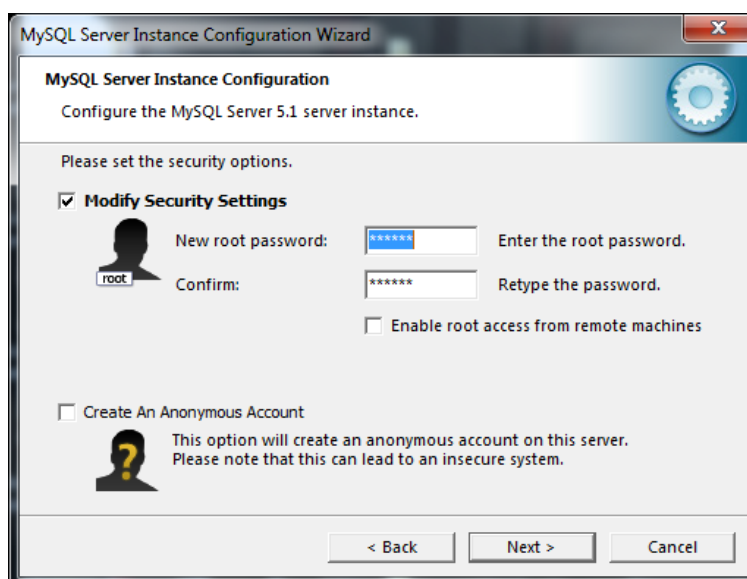 MySQL Server Instance Configuration Wizard
MySQL Server Instance Configuration
Configure the MySQL Server 5.1 server instance.
Please set the security options.
Modify Security Settings
New root password: ****** Enter the root password.
root
Confirm: ****** Retype the password.
Enable root access from remote machines
Create An Anonymous Account
?
This option will create an anonymous account on this server.
Please note that this can lead to an insecure system.
< Back Next > Cancel